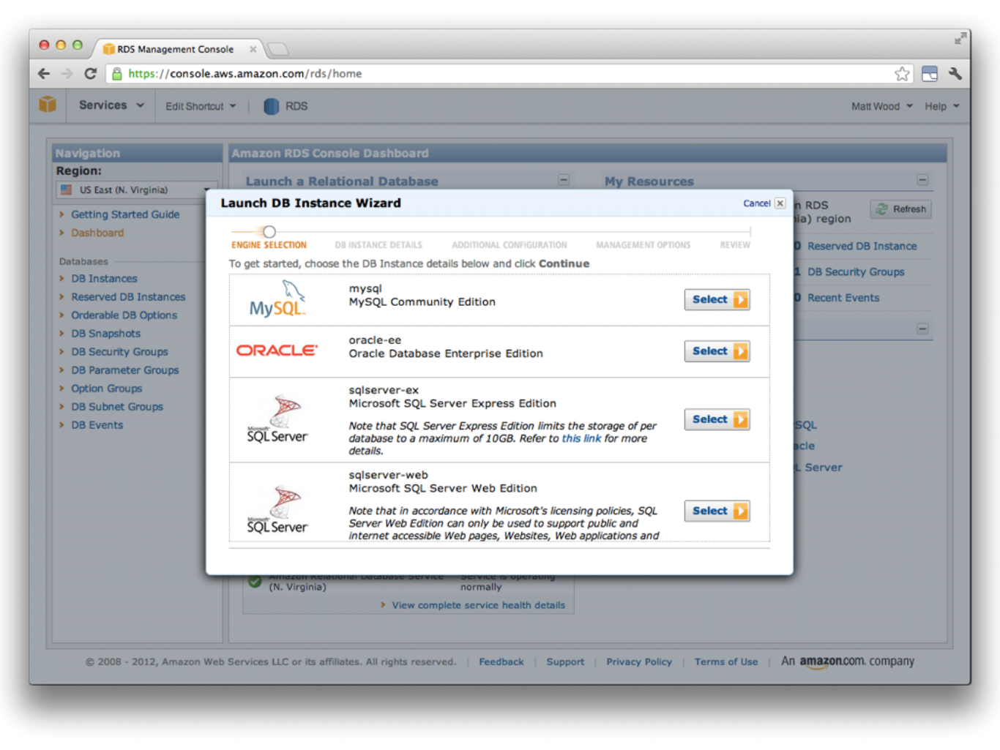 RDS Management Console
https://console.aws.amazon.com/rds/home
Services
Edit Shortcut
RDS
Matt Wood
Help
Navigation
Region:
US East (N. Virginia)
Getting Started Guide
Dashboard
Databases
DB Instances
Reserved DB Instances
Orderable DB Options
DB Snapshots
DB Security Groups
DB Parameter Groups
Option Groups
DB Subnet Groups
DB Events
Amazon RDS Console Dashboard
Launch a Relational Database
My Resources
n RDS
ia) region
Refresh
0 Reserved DB Instance
1 DB Security Groups
0 Recent Events
SQL
acle
L Server
Launch DB Instance Wizard
Cancel
ENGINE SELECTION
DB INSTANCE DETAILS
ADDITIONAL CONFIGURATION
MANAGEMENT OPTIONS
REVIEW
To get started, choose the DB Instance details below and click Continue
MySQL
mysql
MySQL Community Edition
Select
ORACLE
oracle-ee
Oracle Database Enterprise Edition
Select
Microsoft
SQL Server
sqlserver-ex
Microsoft SQL Server Express Edition
Note that SQL Server Express Edition limits the storage of per
database to a maximum of 10GB. Refer to this link for more
details.
Select
Microsoft
SQL Server
sqlserver-web
Microsoft SQL Server Web Edition
Note that in accordance with Microsoft's licensing policies, SQL
Server Web Edition can only be used to support public and
internet accessible Web pages, Websites, Web applications and
Select
Amazon Relational Database Service
(N. Virginia)
Service is operating
normally
View complete service health details
© 2008 - 2012, Amazon Web Services LLC or its affiliates. All rights reserved. | Feedback | Support | Privacy Policy | Terms of Use | An amazon.com. company